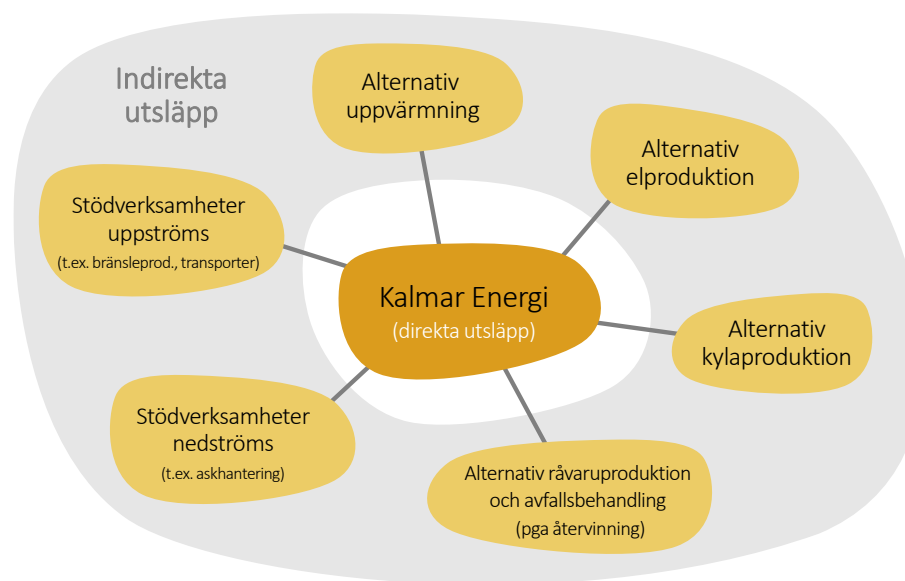 Indirekta
utsläpp
Alternativ
uppvärmning
Alternativ
elproduktion
Stödverksamheter
uppströms
(t.ex. bränsleprod., transporter)
Kalmar Energi
(direkta utsläpp)
Alternativ
kylaproduktion
Stödverksamheter
nedströms
(t.ex. askhantering)
Alternativ råvaruproduktion
och avfallsbehandling
(pga återvinning)